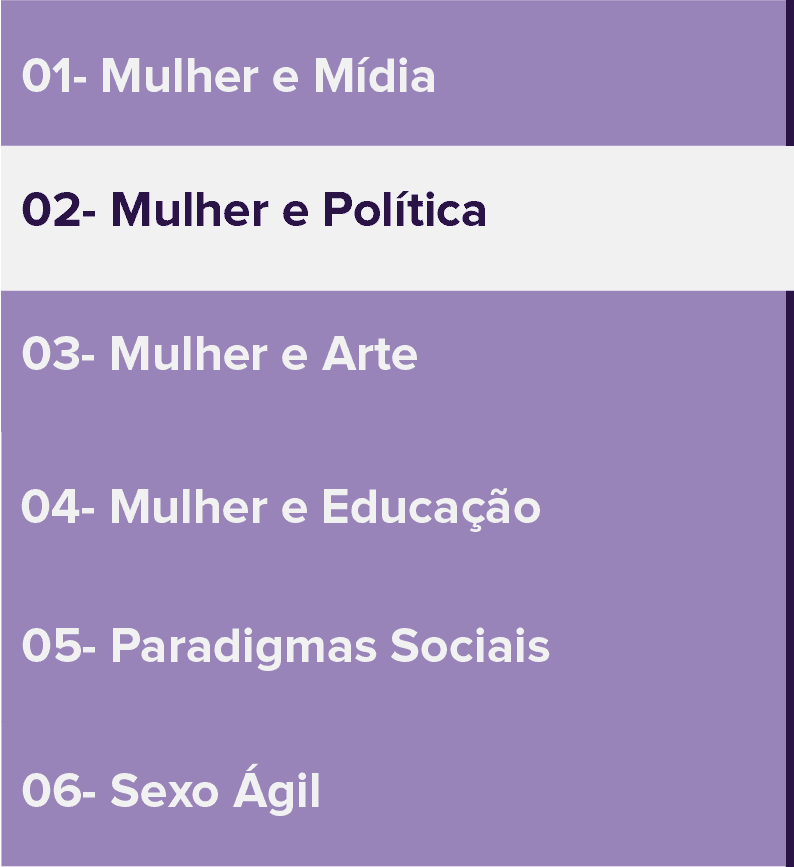 01- Mulher e Mídia
02- Mulher e Política
03- Mulher e Arte
04- Mulher e Educação
05- Paradigmas Sociais
06- Sexo Ágil